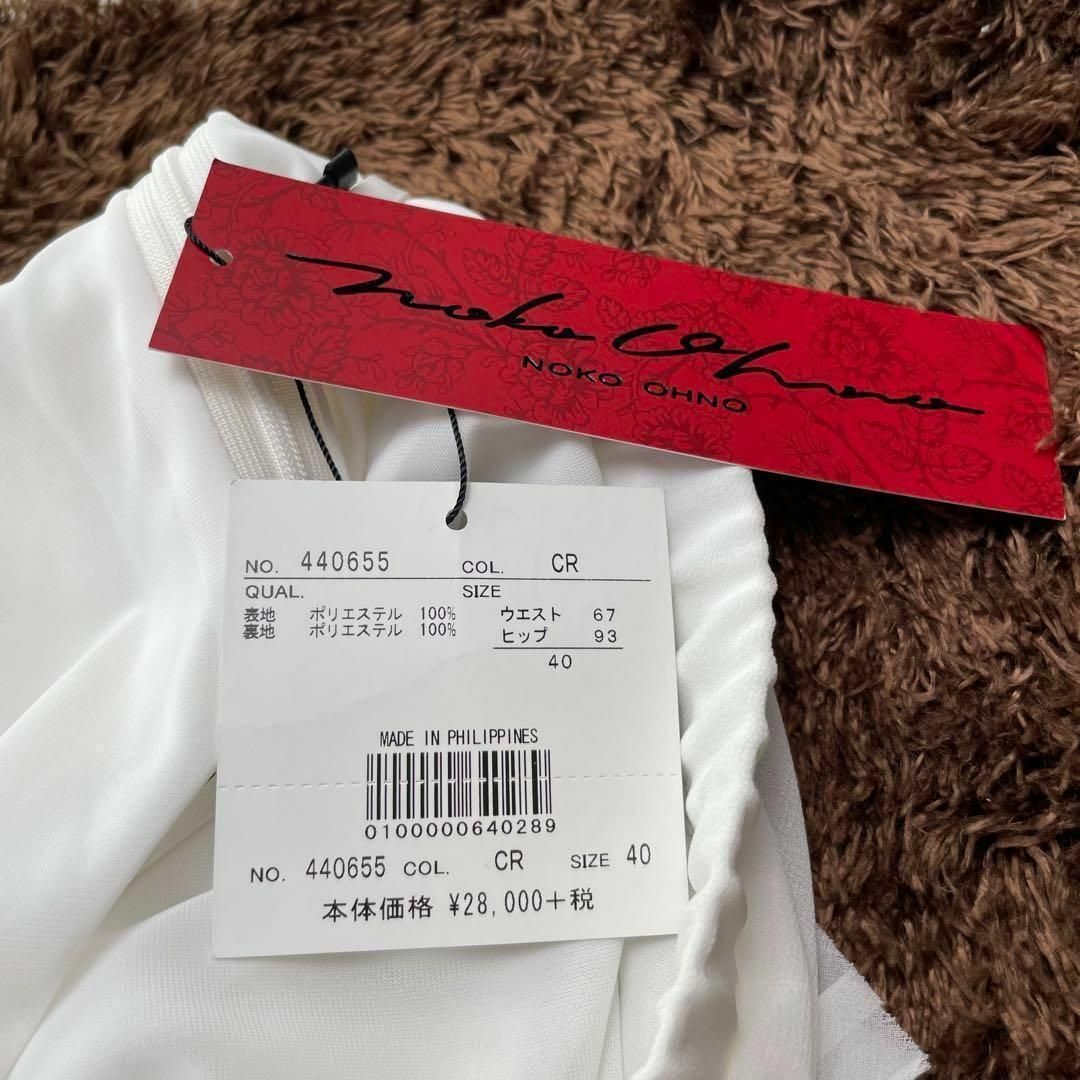 noko Ohno
NOKO OHNO
NO. 440655 COL. CR
QUAL. SIZE
表地 ポリエステル 100% ウエスト 67
裏地 ポリエステル 100% ヒップ 93
40
MADE IN PHILIPPINES
0100000640289
NO. 440655 COL. CR SIZE 40
本体価格 ¥28,000+税